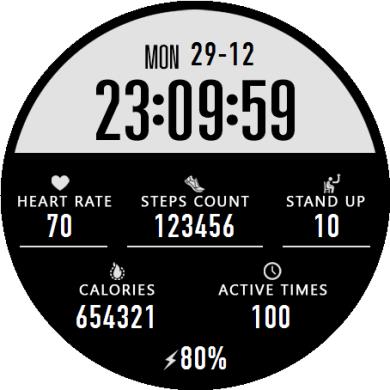 MON 29-12
23:09:59
HEART RATE STEPS COUNT STAND UP
70 123456 10
CALORIES ACTIVE TIMES
654321 100
80%